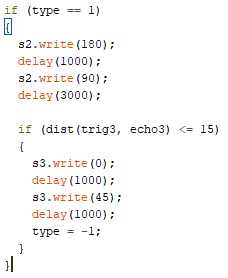 if (type == 1)
{
s2.write(180);
delay(1000);
s2.write(90);
delay(3000);
if (dist(trig3, echo3) <= 15)
{
s3.write(0);
delay(1000);
s3.write(45);
delay(1000);
type = -1;
}
}